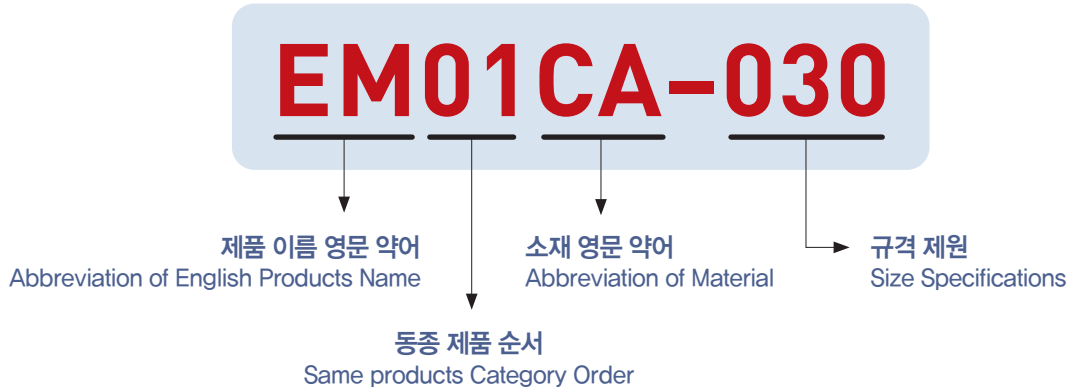 EM01CA-030
제품 이름 영문 약어
Abbreviation of English Products Name
소재 영문 약어
Abbreviation of Material
규격 제원
Size Specifications
동종 제품 순서
Same products Category Order